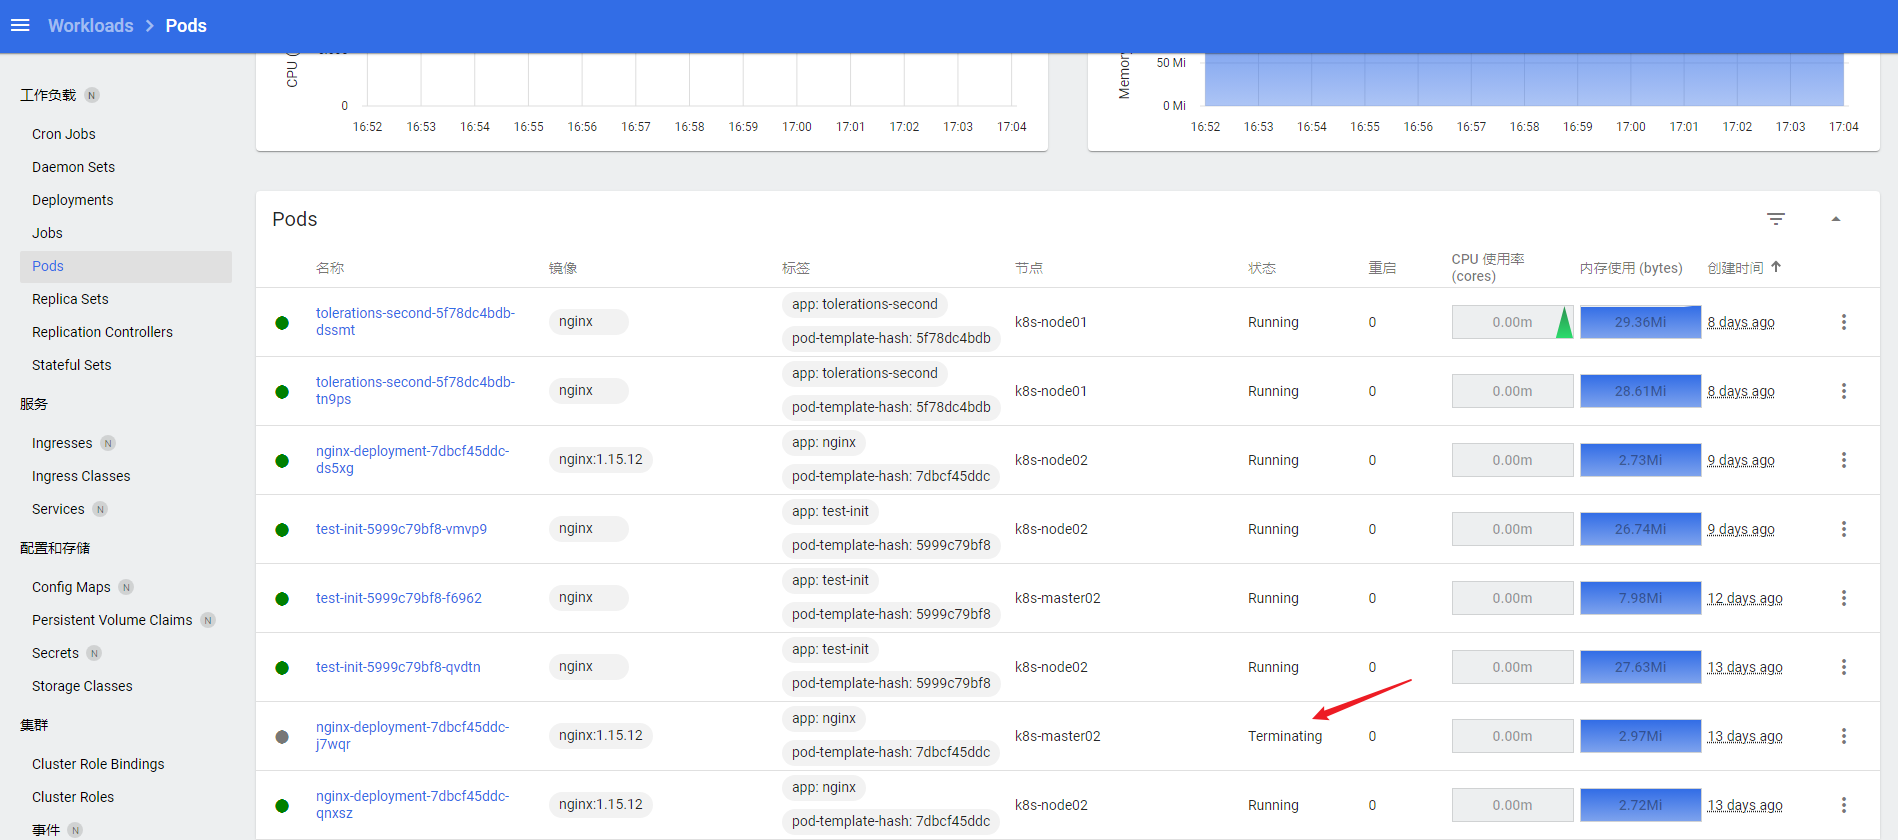 Workloads > Pods
工作负载 N
Cron Jobs
Daemon Sets
Deployments
Jobs
Pods
Replica Sets
Replication Controllers
Stateful Sets
服务
Ingresses N
Ingress Classes
Services N
配置和存储
Config Maps N
Persistent Volume Claims N
Secrets N
Storage Classes
集群
Cluster Role Bindings
Cluster Roles
事件 N
CPU (
0
16:52 16:53 16:54 16:55 16:56 16:57 16:58 16:59 17:00 17:01 17:02 17:03 17:04
Memory
50 Mi
0 Mi
16:52 16:53 16:54 16:55 16:56 16:57 16:58 16:59 17:00 17:01 17:02 17:03 17:04
Pods
名称 镜像 标签 节点 状态 重启 CPU 使用率 (cores) 内存使用 (bytes) 创建时间
tolerations-second-5f78dc4bdb-
dssmt
nginx
app: tolerations-second
pod-template-hash: 5f78dc4bdb
k8s-node01 Running 0 0.00m 29.36Mi 8 days ago
tolerations-second-5f78dc4bdb-
tn9ps
nginx
app: tolerations-second
pod-template-hash: 5f78dc4bdb
k8s-node01 Running 0 0.00m 28.61Mi 8 days ago
nginx-deployment-7dbcf45ddc-
ds5xg
nginx:1.15.12
app: nginx
pod-template-hash: 7dbcf45ddc
k8s-node02 Running 0 0.00m 2.73Mi 9 days ago
test-init-5999c79bf8-vmvp9
nginx
app: test-init
pod-template-hash: 5999c79bf8
k8s-node02 Running 0 0.00m 26.74Mi 9 days ago
test-init-5999c79bf8-f6962
nginx
app: test-init
pod-template-hash: 5999c79bf8
k8s-master02 Running 0 0.00m 7.98Mi 12 days ago
test-init-5999c79bf8-qvdtn
nginx
app: test-init
pod-template-hash: 5999c79bf8
k8s-node02 Running 0 0.00m 27.63Mi 13 days ago
nginx-deployment-7dbcf45ddc-
j7wqr
nginx:1.15.12
app: nginx
pod-template-hash: 7dbcf45ddc
k8s-master02 Terminating 0 0.00m 2.97Mi 13 days ago
nginx-deployment-7dbcf45ddc-
qnxsz
nginx:1.15.12
app: nginx
pod-template-hash: 7dbcf45ddc
k8s-node02 Running 0 0.00m 2.72Mi 13 days ago